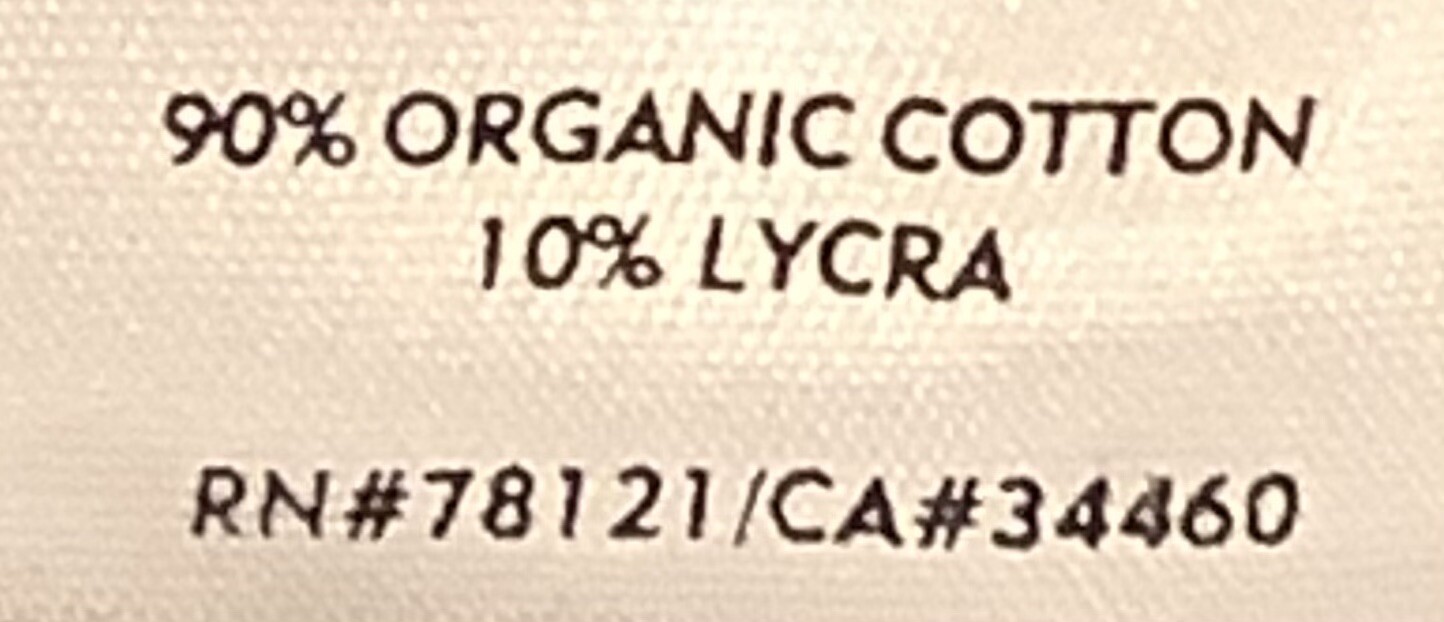 90% ORGANIC COTTON
10% LYCRA
RN#78121/CA#34460